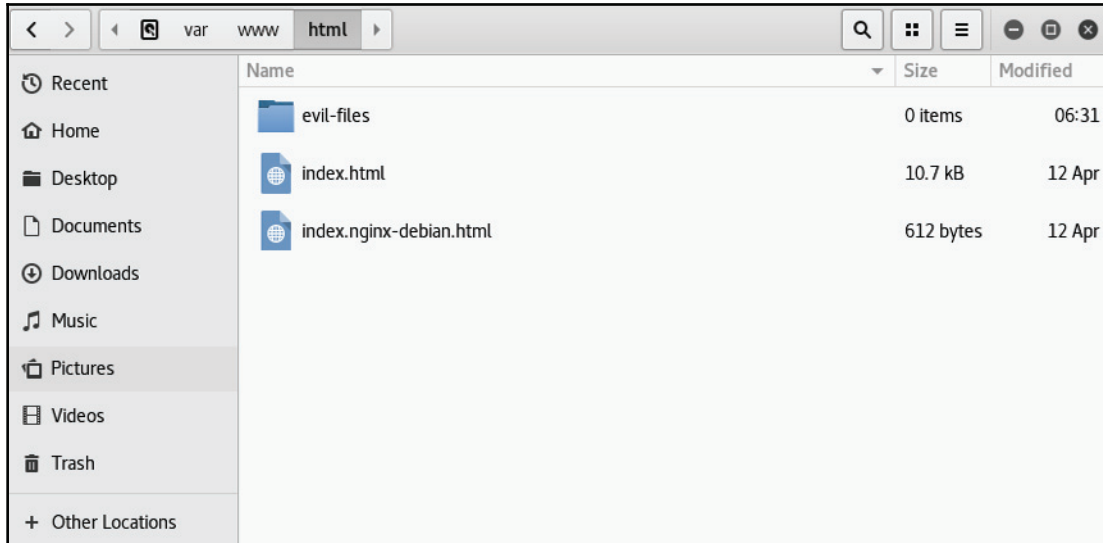 var www html
Name Size Modified
Recent
Home
Desktop
Documents
Downloads
Music
Pictures
Videos
Trash
+ Other Locations
evil-files 0 items 06:31
index.html 10.7 kB 12 Apr
index.nginx-debian.html 612 bytes 12 Apr